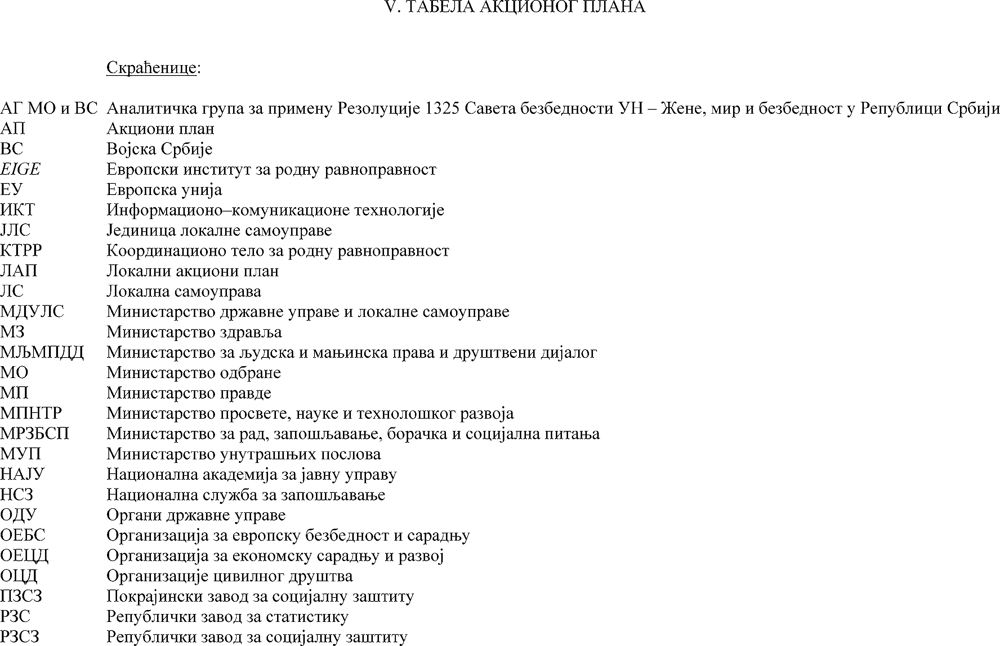 V. ТАБЕЛА АКЦИОНОГ ПЛАНА
Скраћенице:
АГ МО и ВС Аналитичка група за примену Резолуције 1325 Савета безбедности УН – Жене, мир и безбедност у Републици Србији
АП Акциони план
ВС Војска Србије
EIGE Европски институт за родну равноправност
ЕУ Европска унија
ИКТ Информационо–комуникационе технологије
ЈЛС Јединица локалне самоуправе
КТРР Координационо тело за родну равноправност
ЛАП Локални акциони план
ЛС Локална самоуправа
МДУЛС Министарство државне управе и локалне самоуправе
МЗ Министарство здравља
МЉМПДД Министарство за људска и мањинска права и друштвени дијалог
МО Министарство одбране
МП Министарство правде
МПНТР Министарство просвете, науке и технолошког развоја
МРЗБСП Министарство за рад, запошљавање, борачка и социјална питања
МУП Министарство унутрашњих послова
НАЈУ Национална академија за јавну управу
НСЗ Национална служба за запошљавање
ОДУ Органи државне управе
ОЕБС Организација за европску безбедност и сарадњу
ОЕЦД Организација за економску сарадњу и развој
ОЦД Организације цивилног друштва
ПЗСЗ Покрајински завод за социјалну заштиту
РЗС Републички завод за статистику
РЗСЗ Републички завод за социјалну заштиту